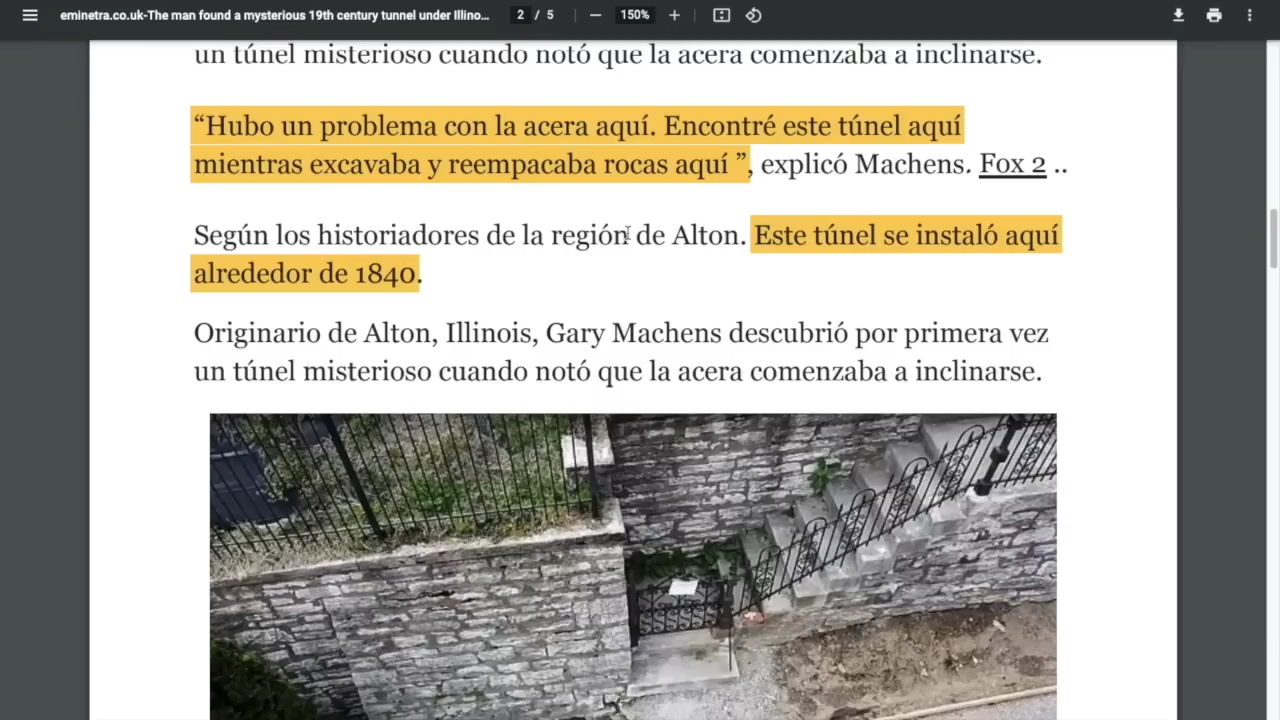 eminetra.co.uk-The man found a mysterious 19th century tunnel under Illino...
2 / 5
150%
un túnel misterioso cuando notó que la acera comenzaba a inclinarse.
“Hubo un problema con la acera aquí. Encontré este túnel aquí
mientras excavaba y reempacaba rocas aquí ”, explicó Machens. Fox 2 ..
Según los historiadores de la región de Alton. Este túnel se instaló aquí
alrededor de 1840.
Originario de Alton, Illinois, Gary Machens descubrió por primera vez
un túnel misterioso cuando notó que la acera comenzaba a inclinarse.